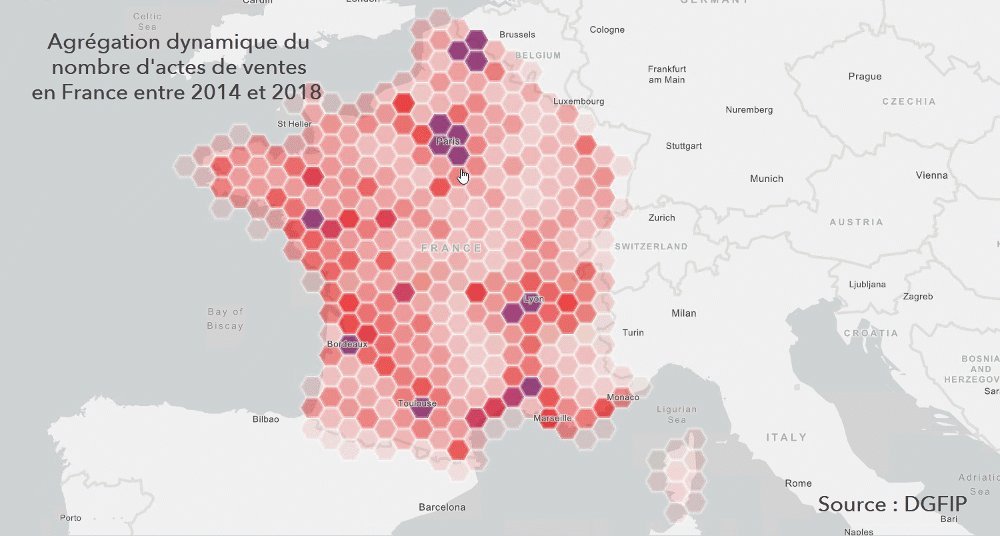 Cardiff
London
GERMANY
Celtic
Sea
Brussels
Cologne
Agrégation dynamique du
nombre d'actes de ventes
en France entre 2014 et 2018
BELGIUM
Frankfurt
am Main
Prague
CZECHIA
Luxembourg
Nuremberg
St Helier
Paris
Stuttgart
Munich
Vienna
Zurich
AUSTRIA
FRANCE
SWITZERLAND
Ljubljana
Zagreb
Lyon
Bay of
Biscay
Milan
Turin
CROATIA
Bordeaux
BOSNIA
AND
HERZEGOV
Sar
Toulouse
Monaco
Marseille
Ligurian
Sea
Bilbao
ITALY
Rome
Adriatic
Sea
Source : DGFIP
Barcelona
Porto
Bari
Naples